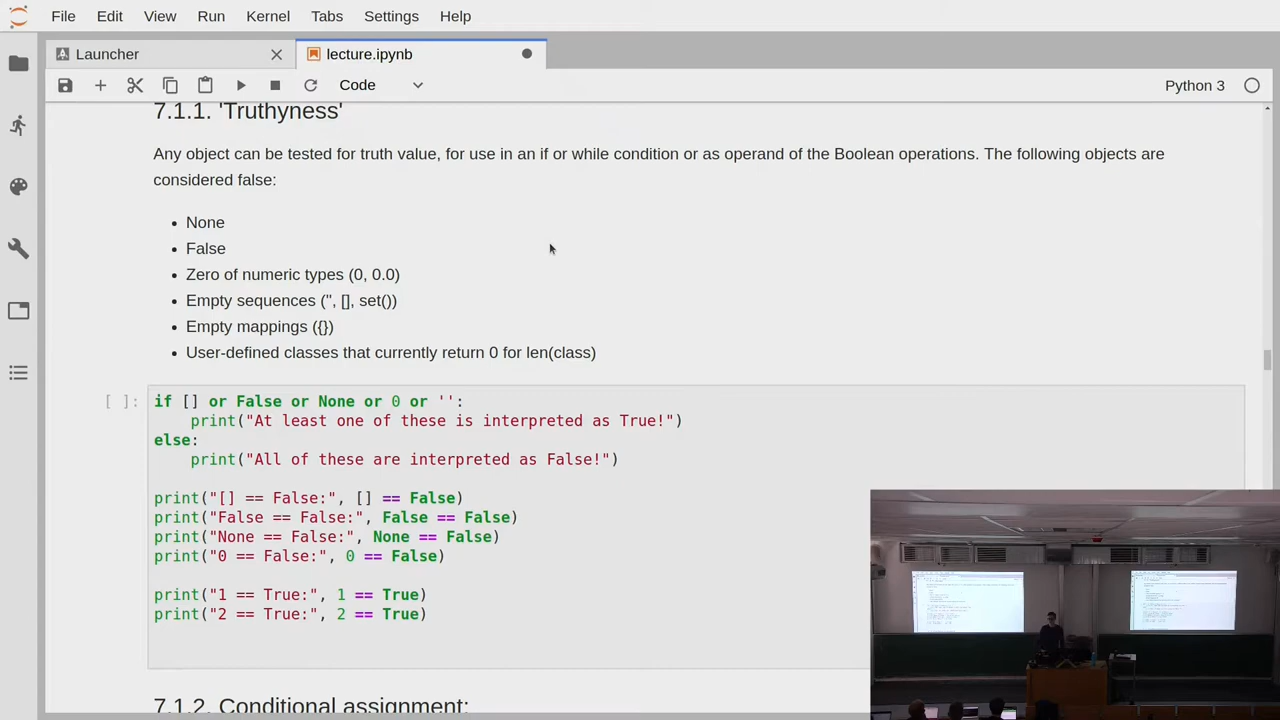 File Edit View Run Kernel Tabs Settings Help
Launcher
lecture.ipynb
Code
Python 3
7.1.1. 'Truthyness'
Any object can be tested for truth value, for use in an if or while condition or as operand of the Boolean operations. The following objects are
considered false:
• None
• False
• Zero of numeric types (0, 0.0)
• Empty sequences ('', [], set())
• Empty mappings ({})
• User-defined classes that currently return 0 for len(class)
[ ]:
if [] or False or None or 0 or '':
    print("At least one of these is interpreted as True!")
else:
    print("All of these are interpreted as False!")
print("[] == False:", [] == False)
print("False == False:", False == False)
print("None == False:", None == False)
print("0 == False:", 0 == False)
print("1 == True:", 1 == True)
print("2 == True:", 2 == True)
7.1.2. Conditional assignment: